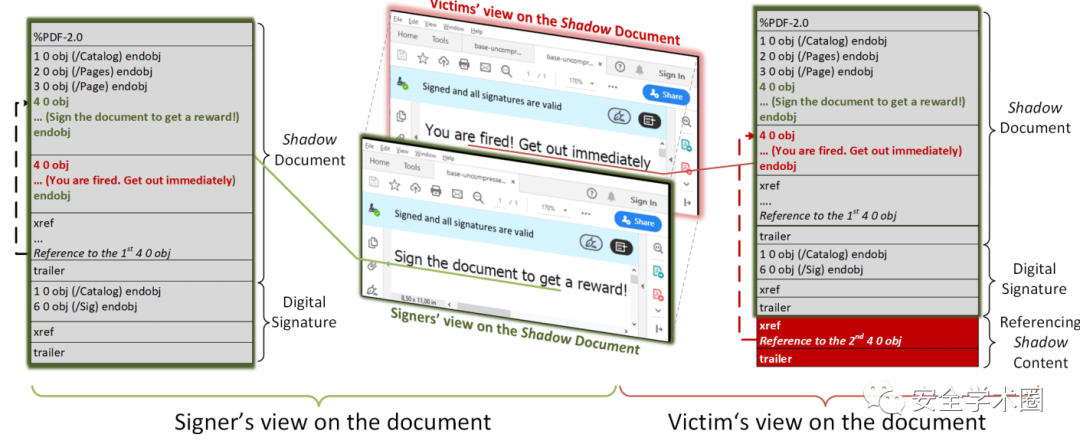 %PDF-2.0
1 0 obj (/Catalog) endobj
2 0 obj (/Pages) endobj
3 0 obj (/Page) endobj
4 0 obj
... (Sign the document to get a reward!)
endobj
4 0 obj
... (You are fired. Get out immediately)
endobj
xref
...
Reference to the 1st 4 0 obj
trailer
1 0 obj (/Catalog) endobj
6 0 obj (/Sig) endobj
xref
trailer
Shadow
Document
Digital
Signature
Victims' view on the Shadow Document
File Edit View Window Help
Home Tools base-uncompr... base-uncompr... ×
Sign In
1 / 1 170%
Share
Signed and all signatures are valid
You are fired! Get out immediately
File Edit View Window Help
Home Tools base-uncompresse... ×
Sign In
1 / 1 170%
Share
Signed and all signatures are valid
Sign the document to get a reward!
8,50 x 11,00 in
Signers' view on the Shadow Document
%PDF-2.0
1 0 obj (/Catalog) endobj
2 0 obj (/Pages) endobj
3 0 obj (/Page) endobj
4 0 obj
... (Sign the document to get a reward!)
endobj
4 0 obj
... (You are fired. Get out immediately)
endobj
xref
....
Reference to the 1st 4 0 obj
trailer
1 0 obj (/Catalog) endobj
6 0 obj (/Sig) endobj
xref
trailer
xref
Reference to the 2nd 4 0 obj
trailer
Shadow
Document
Digital
Signature
Referencing
Shadow
Content
Signer's view on the document
Victim's view on the document
安全学术圈